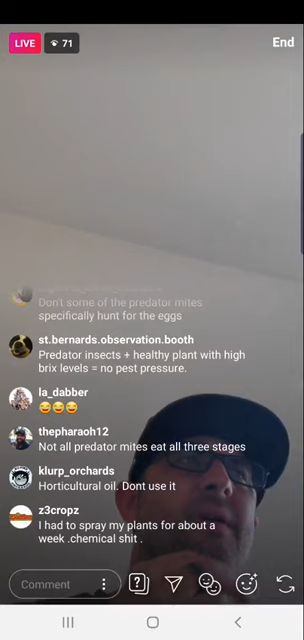 LIVE
71
End
Don't some of the predator mites
specifically hunt for the eggs
st.bernards.observation.booth
Predator insects + healthy plant with high
brix levels = no pest pressure.
la_dabber
😂😂😂
thepharaoh12
Not all predator mites eat all three stages
klurp_orchards
Horticultural oil. Dont use it
z3cropz
I had to spray my plants for about a
week .chemical shit .
Comment